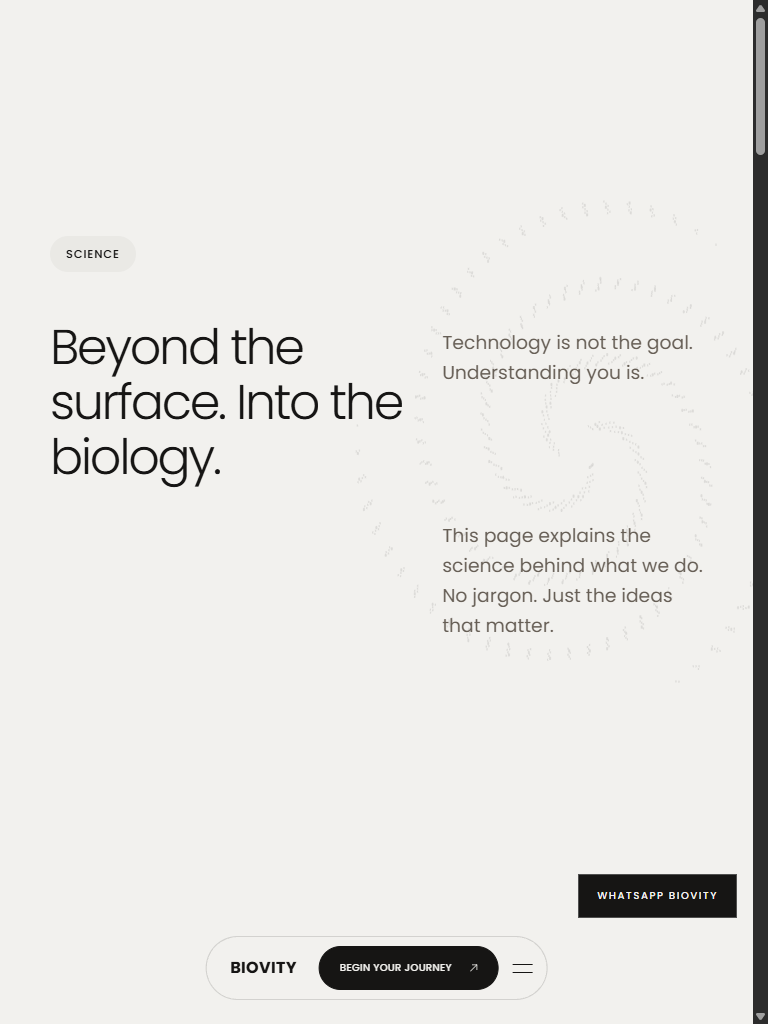 SCIENCE
Beyond the
surface. Into the
biology.
Technology is not the goal.
Understanding you is.
This page explains the
science behind what we do.
No jargon. Just the ideas
that matter.
WHATSAPP BIOVITY
BIOVITY
BEGIN YOUR JOURNEY